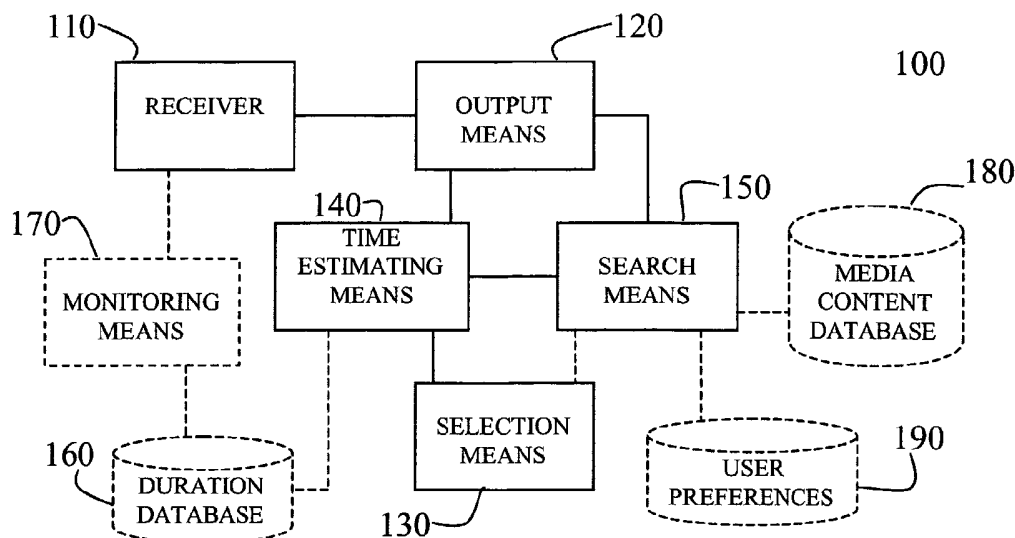 110
120
100
RECEIVER
OUTPUT
MEANS
140
150
180
170
TIME
ESTIMATING
MEANS
SEARCH
MEANS
MEDIA
CONTENT
DATABASE
MONITORING
MEANS
SELECTION
MEANS
160
DURATION
DATABASE
130
USER
PREFERENCES
190